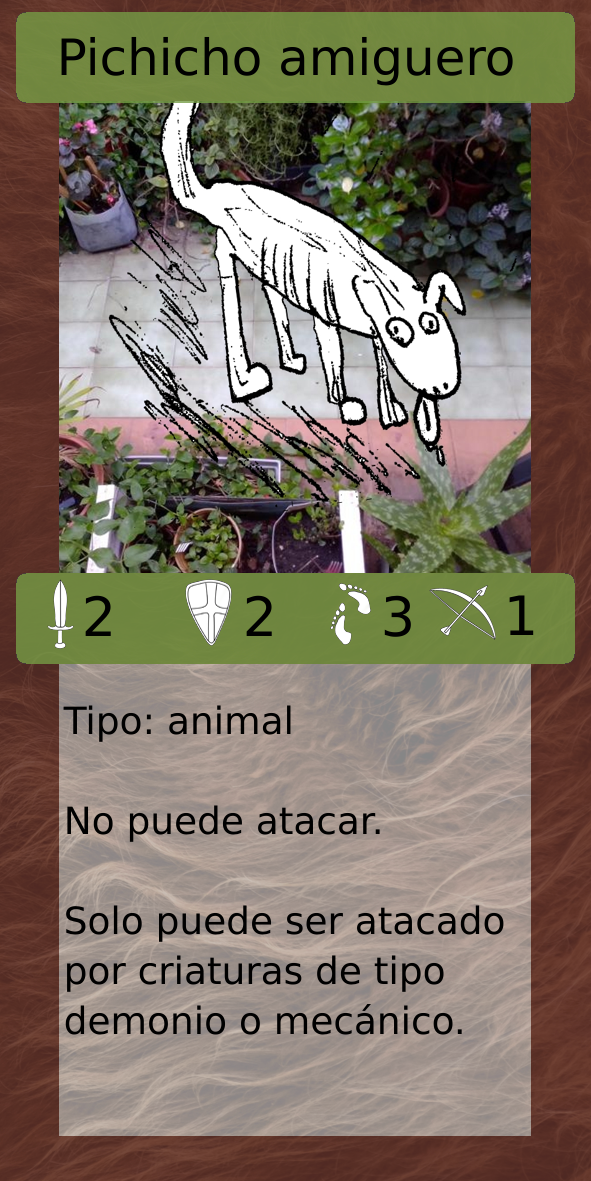 Pichicho amiguero
2 2 3 1
Tipo: animal
No puede atacar.
Solo puede ser atacado
por criaturas de tipo
demonio o mecánico.